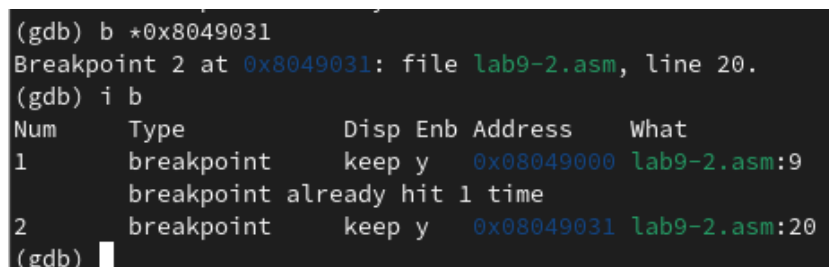 (gdb) b *0x8049031
Breakpoint 2 at 0x8049031: file lab9-2.asm, line 20.
(gdb) i b
Num     Type           Disp Enb Address    What
1       breakpoint     keep y   0x08049000 lab9-2.asm:9
        breakpoint already hit 1 time
2       breakpoint     keep y   0x08049031 lab9-2.asm:20
(gdb)